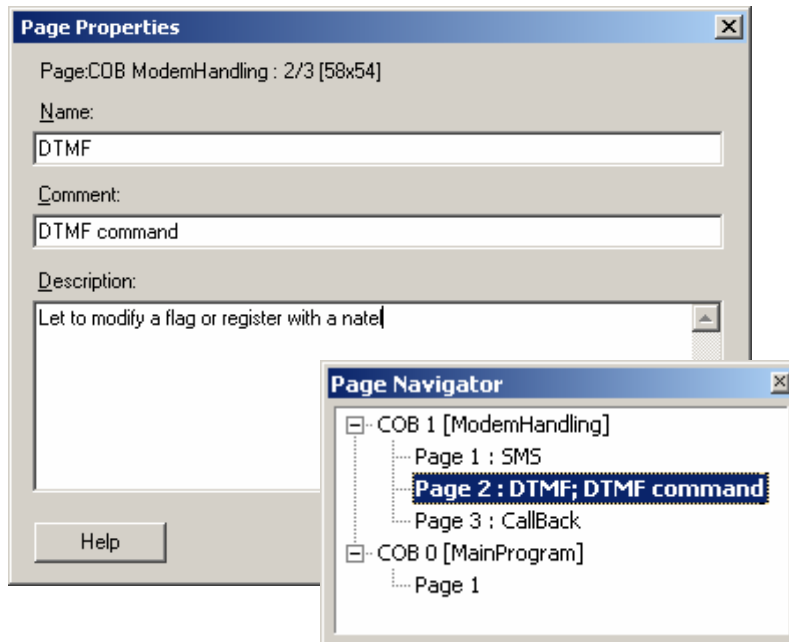 Page Properties
Page:COB ModemHandling : 2/3 [58x54]
Name:
DTMF
Comment:
DTMF command
Description:
Let to modify a flag or register with a natel
Help
Page Navigator
COB 1 [ModemHandling]
Page 1 : SMS
Page 2 : DTMF; DTMF command
Page 3 : CallBack
COB 0 [MainProgram]
Page 1